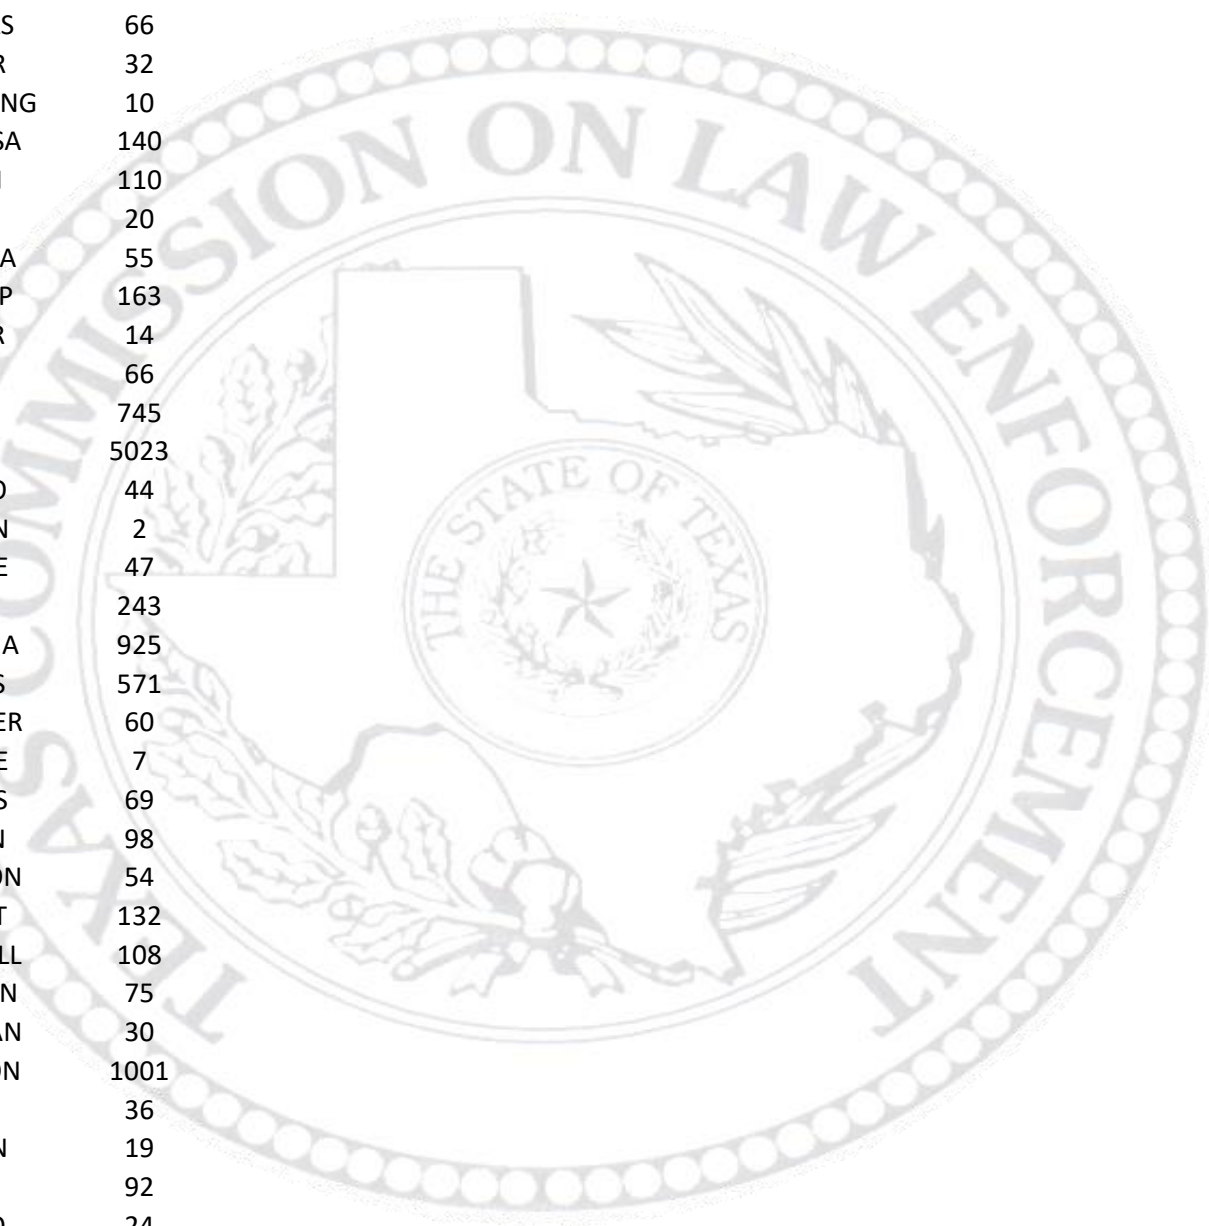 S 66
R 32
NG 10
SA 140
110
20
A 55
P 163
R 14
66
745
5023
O 44
N 2
E 47
243
A 925
S 571
ER 60
E 7
S 69
N 98
ON 54
T 132
LL 108
N 75
AN 30
ON 1001
36
N 19
92
24
TEXAS COMMISSION ON LAW ENFORCEMENT
THE STATE OF TEXAS